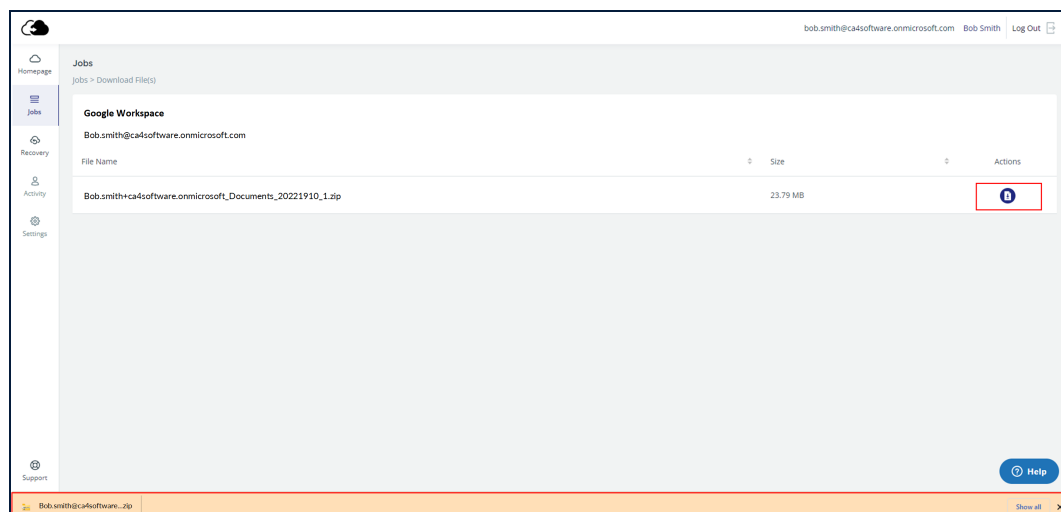 bob.smith@ca4software.onmicrosoft.com Bob Smith Log Out
Homepage
Jobs
Recovery
Activity
Settings
Support
Jobs
Jobs > Download File(s)
Google Workspace
Bob.smith@ca4software.onmicrosoft.com
File Name Size Actions
Bob.smith+ca4software.onmicrosoft_Documents_20221910_1.zip 23.79 MB
Help
Bob.smith@ca4software...zip Show all